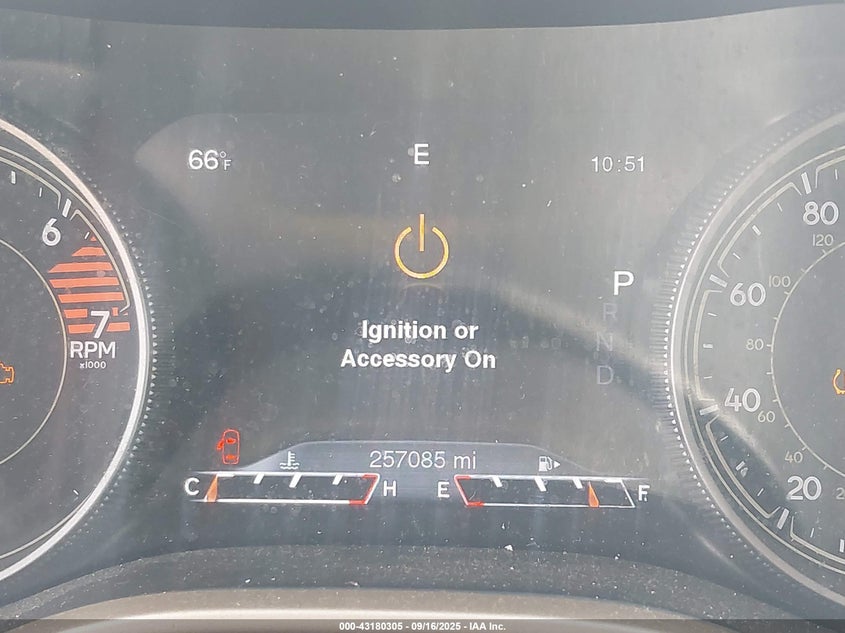 66°F
E
10:51
6
7
RPM
x1000
Ignition or
Accessory On
P
R
N
D
80
120
60
100
80
40
60
40
20
257085 mi
C
H
E
F
000-43180305 - 09/16/2025 - IAA Inc.